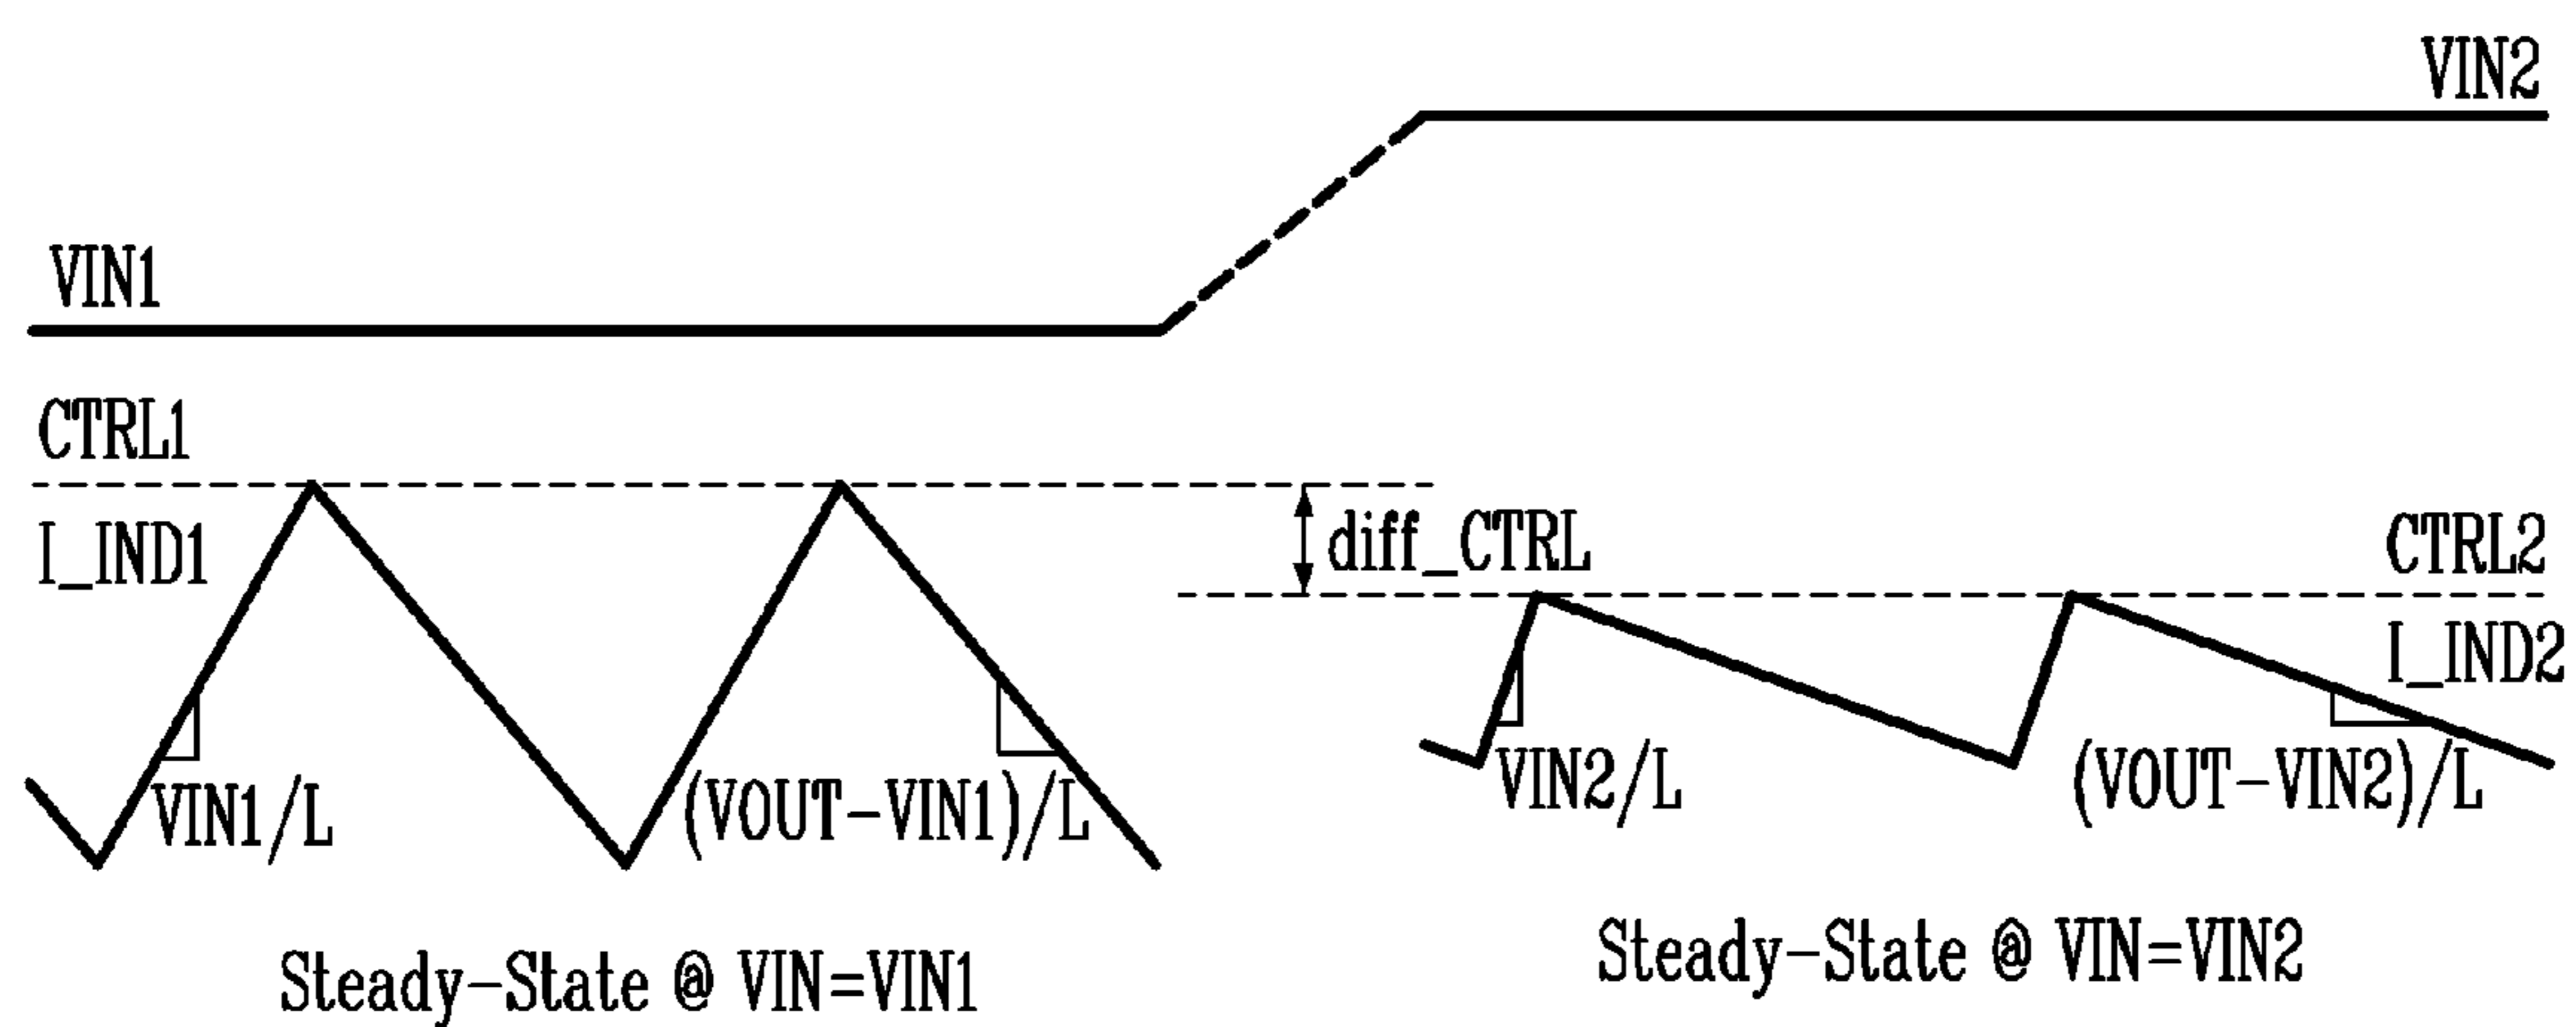 VIN2
VIN1
CTRL1
I_IND1
diff_CTRL
CTRL2
I_IND2
VIN1/L
(VOUT-VIN1)/L
VIN2/L
(VOUT-VIN2)/L
Steady-State @ VIN=VIN1
Steady-State @ VIN=VIN2